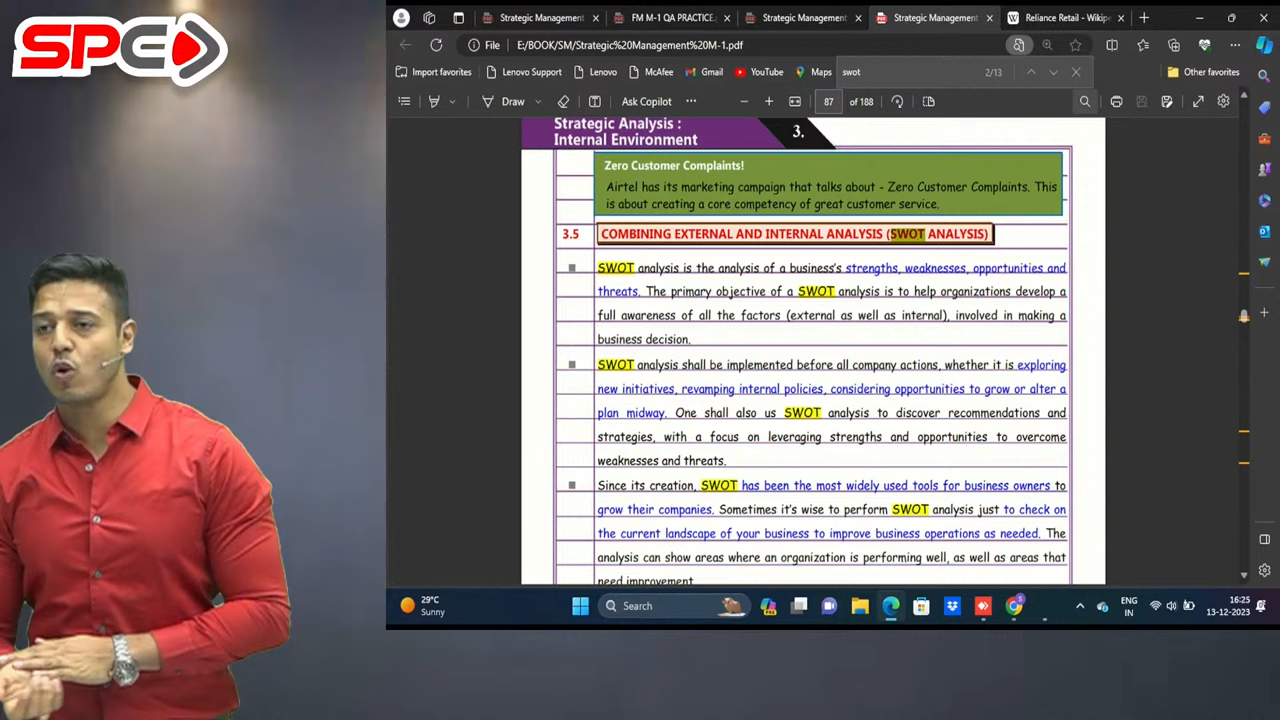 SPC
Strategic Management
FM M-1 QA PRACTICE.p
Strategic Management
Strategic Management
Reliance Retail - Wikipe
File
E:/BOOK/SM/Strategic%20Management%20M-1.pdf
Import favorites
Lenovo Support
Lenovo
McAfee
Gmail
YouTube
Maps
swot
2/13
Other favorites
Draw
Ask Copilot
87
of 188
Strategic Analysis :
Internal Environment
3.
Zero Customer Complaints!
Airtel has its marketing campaign that talks about - Zero Customer Complaints. This
is about creating a core competency of great customer service.
3.5 COMBINING EXTERNAL AND INTERNAL ANALYSIS (SWOT ANALYSIS)
SWOT analysis is the analysis of a business's strengths, weaknesses, opportunities and
threats. The primary objective of a SWOT analysis is to help organizations develop a
full awareness of all the factors (external as well as internal), involved in making a
business decision.
SWOT analysis shall be implemented before all company actions, whether it is exploring
new initiatives, revamping internal policies, considering opportunities to grow or alter a
plan midway. One shall also us SWOT analysis to discover recommendations and
strategies, with a focus on leveraging strengths and opportunities to overcome
weaknesses and threats.
Since its creation, SWOT has been the most widely used tools for business owners to
grow their companies. Sometimes it's wise to perform SWOT analysis just to check on
the current landscape of your business to improve business operations as needed. The
analysis can show areas where an organization is performing well, as well as areas that
need improvement
29°C
Sunny
Search
ENG
IN
16:25
13-12-2023